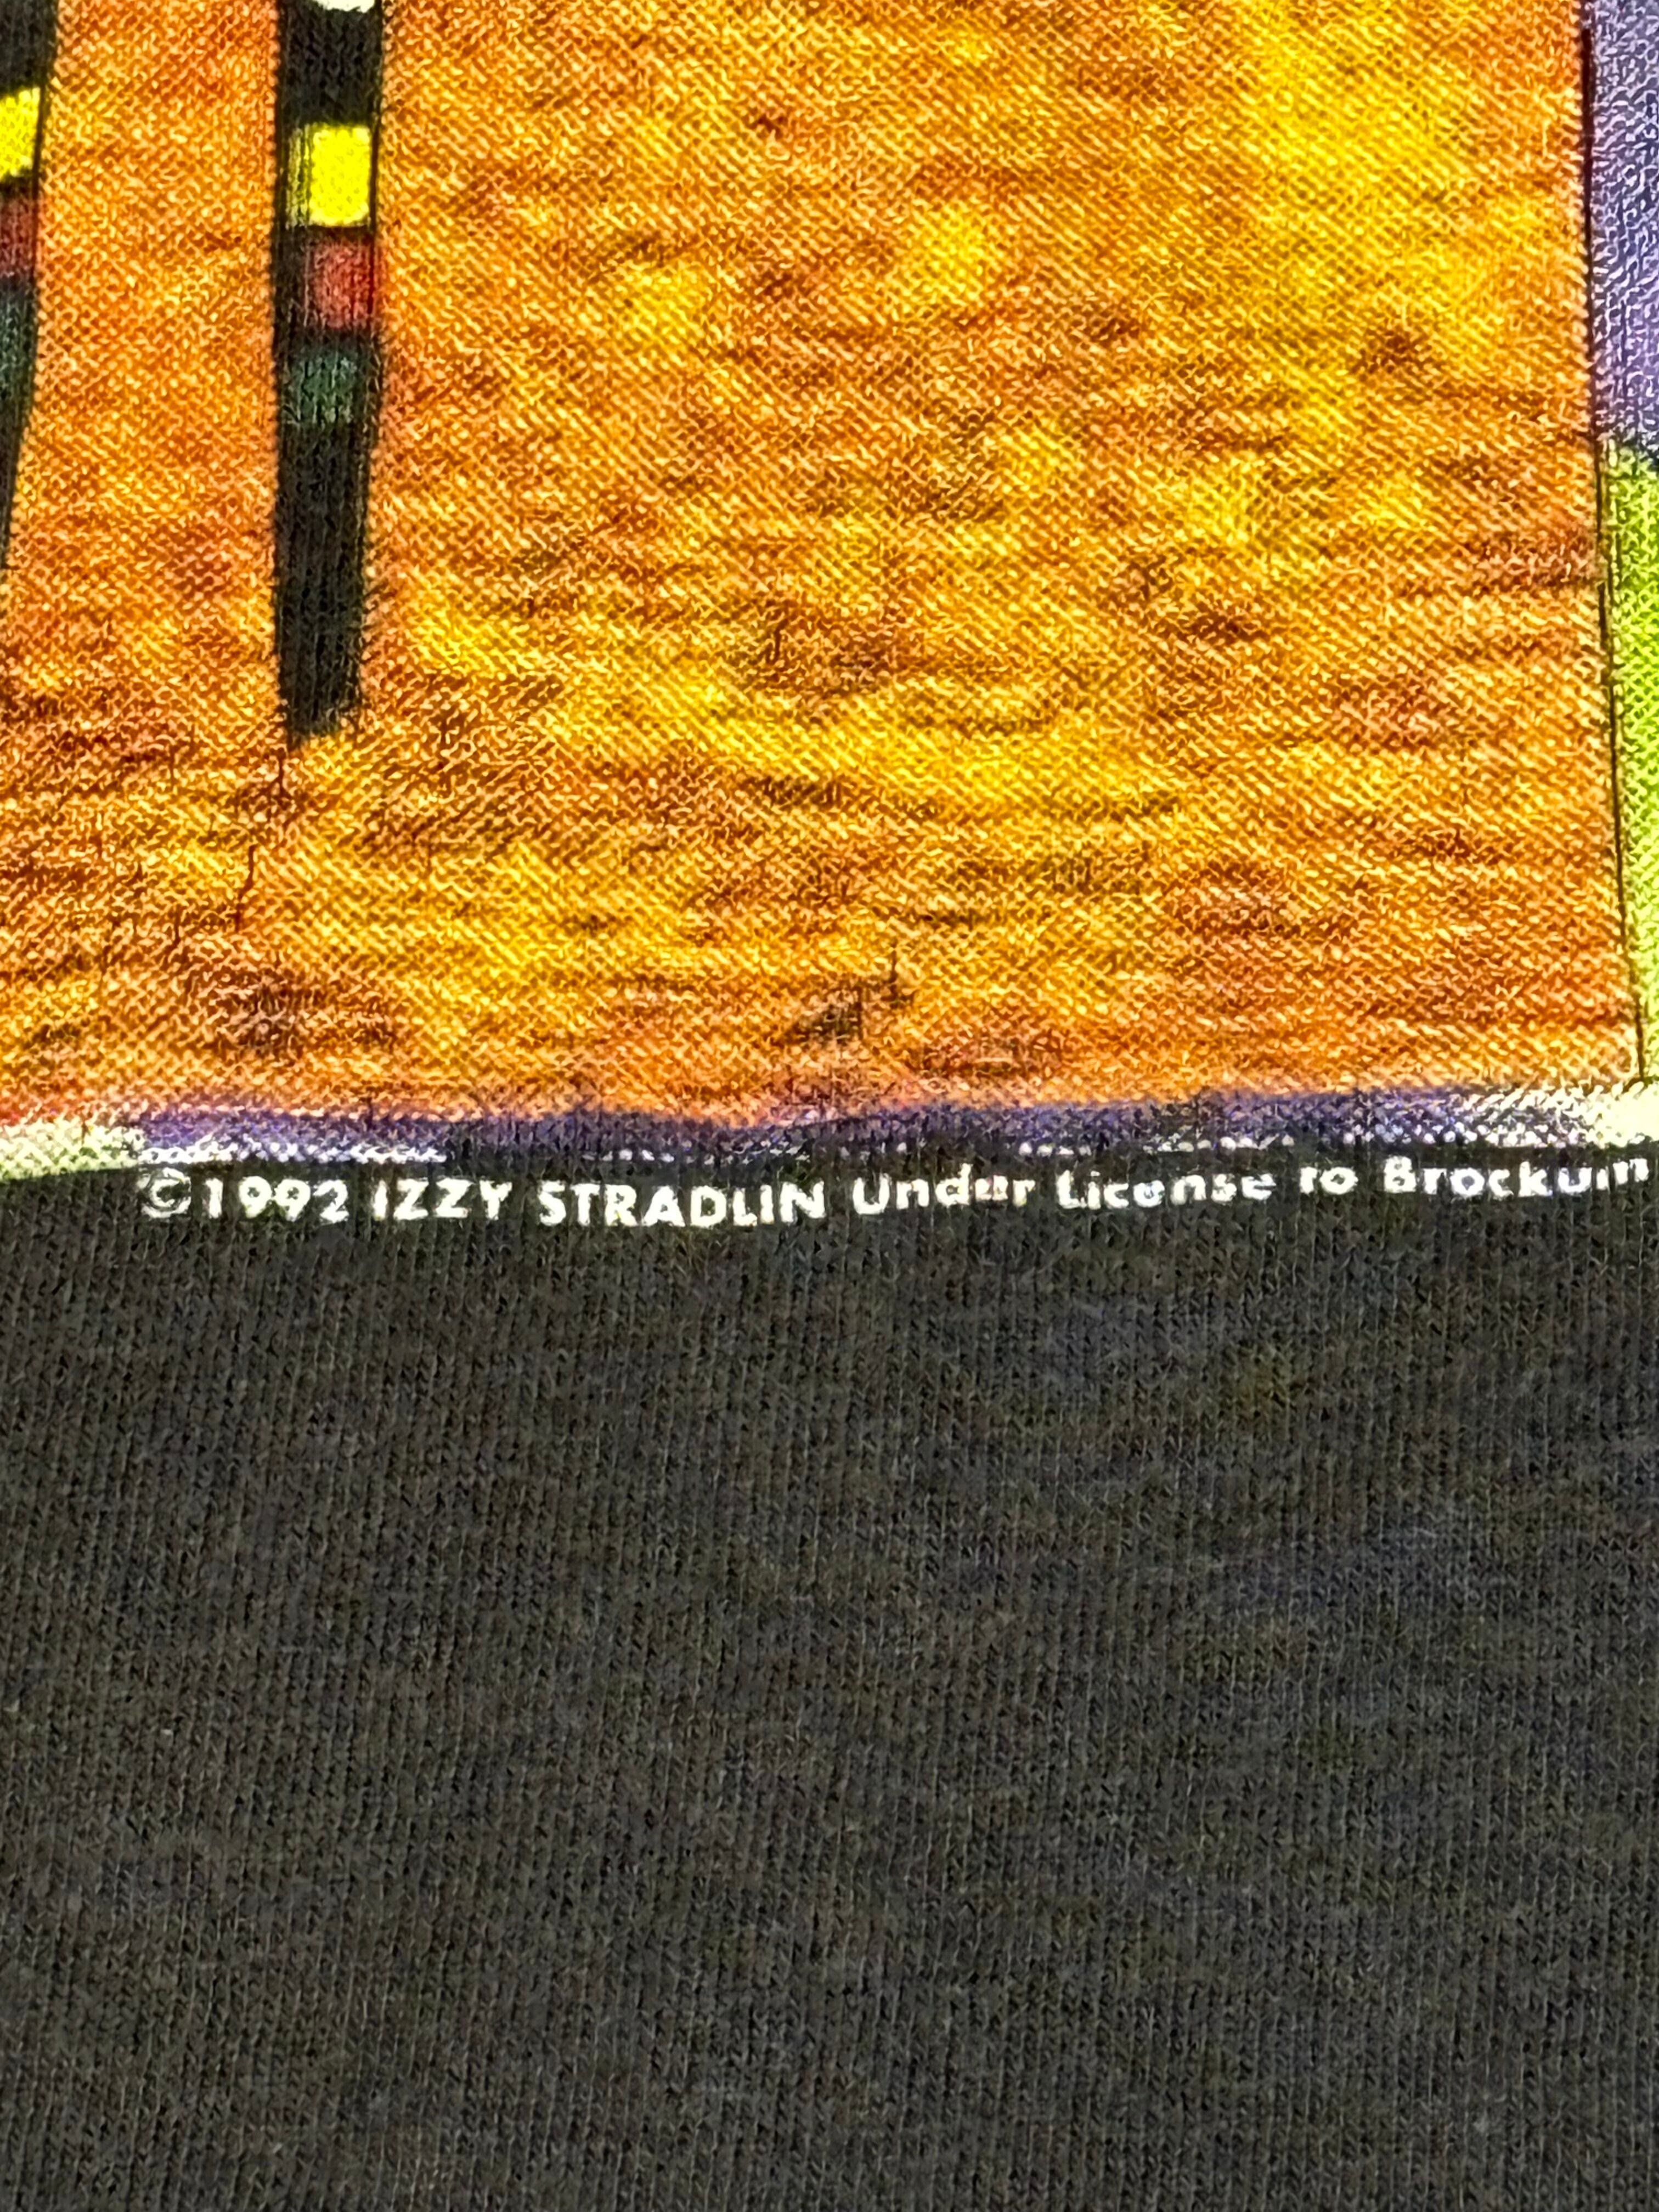 ©1992 IZZY STRADLIN Under License to Brockum